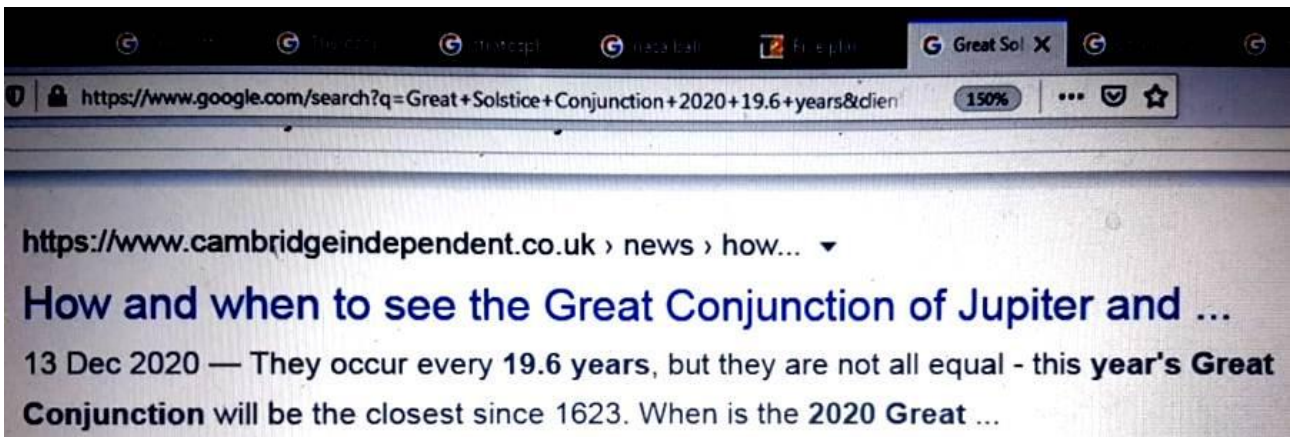 Great Sol
https://www.google.com/search?q=Great+Solstice+Conjunction+2020+19.6+years&clien
150%
https://www.cambridgeindependent.co.uk › news › how...
How and when to see the Great Conjunction of Jupiter and ...
13 Dec 2020 — They occur every 19.6 years, but they are not all equal - this year's Great
Conjunction will be the closest since 1623. When is the 2020 Great ...